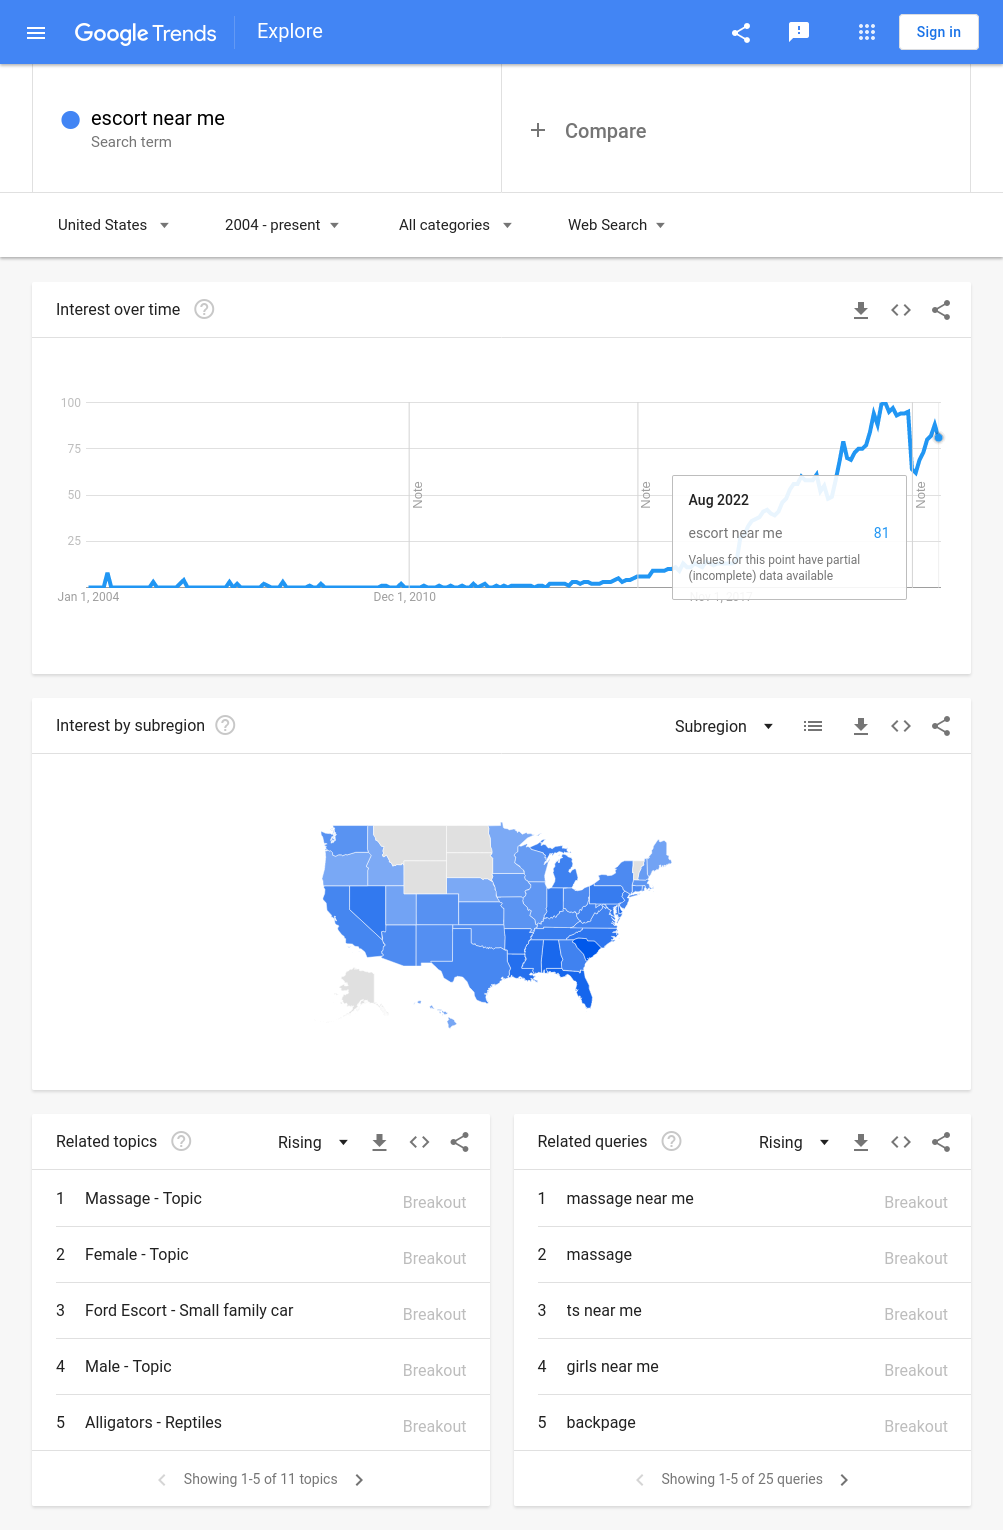 Google Trends Explore Sign in
escort near me
Search term
Compare
United States 2004 - present All categories Web Search
Interest over time
100
75
50
25
Note Note Note
Aug 2022
escort near me 81
Values for this point have partial
(incomplete) data available
Jan 1, 2004 Dec 1, 2010
Interest by subregion Subregion
Related topics Rising
1 Massage - Topic Breakout
2 Female - Topic Breakout
3 Ford Escort - Small family car Breakout
4 Male - Topic Breakout
5 Alligators - Reptiles Breakout
Showing 1-5 of 11 topics
Related queries Rising
1 massage near me Breakout
2 massage Breakout
3 ts near me Breakout
4 girls near me Breakout
5 backpage Breakout
Showing 1-5 of 25 queries